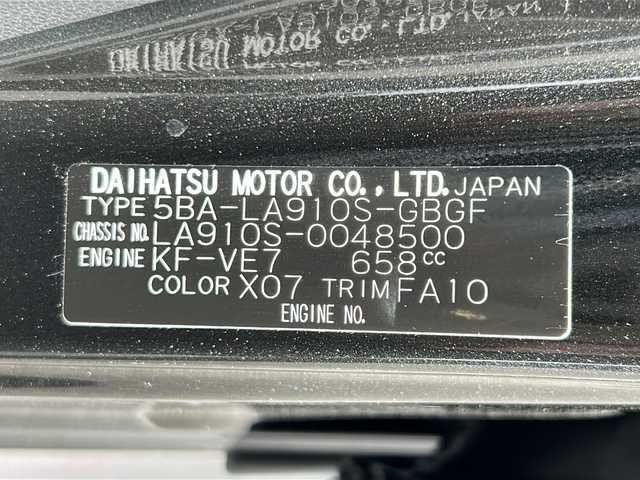 DAIHATSU MOTOR CO., LTD. JAPAN
TYPE 5BA-LA910S-GBGF
CHASSIS NO. LA910S-0048500
ENGINE KF-VE7 658cc
COLOR X07 TRIM FA10
ENGINE NO.